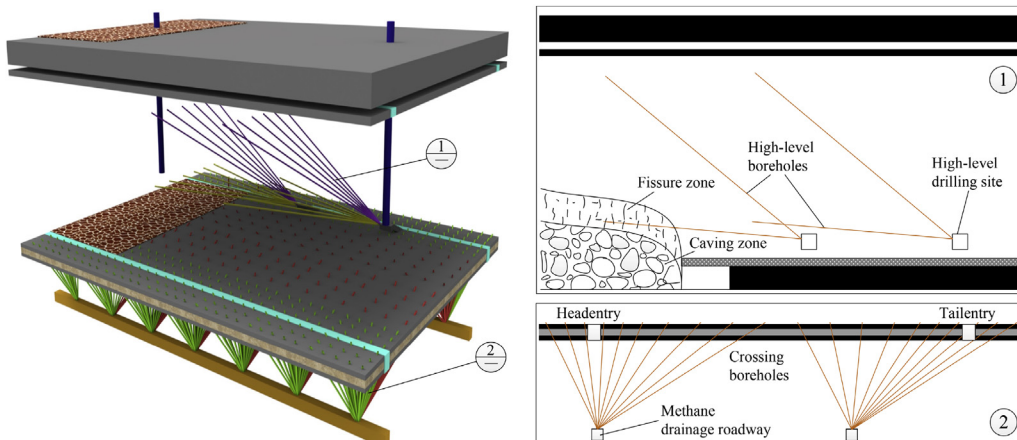 1
2
1
High-level
boreholes
High-level
drilling site
Fissure zone
Caving zone
Headentry
Tailentry
Crossing
boreholes
Methane
drainage roadway
2